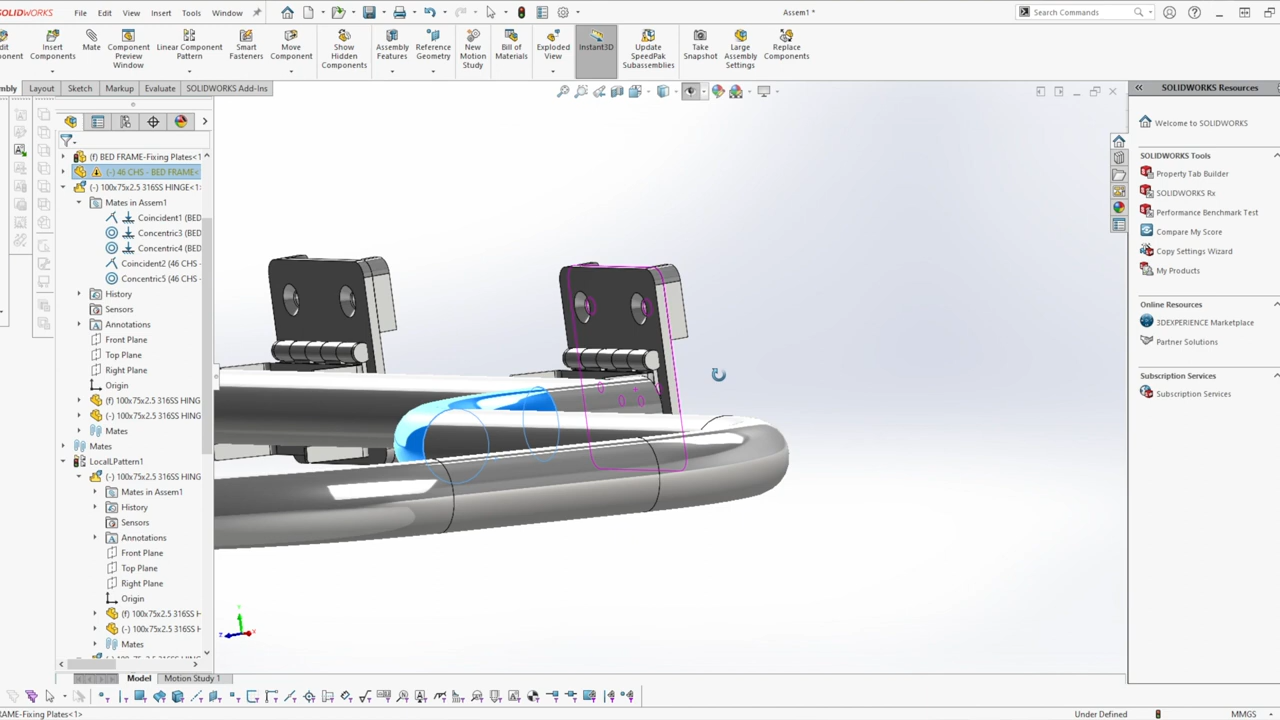 SOLIDWORKS
File
Edit
View
Insert
Tools
Window
Assem1 *
Search Commands
Insert
Components
Mate
Component
Preview
Window
Linear Component
Pattern
Smart
Fasteners
Move
Component
Show
Hidden
Components
Assembly
Features
Reference
Geometry
New
Motion
Study
Bill of
Materials
Exploded
View
Instant3D
Update
SpeedPak
Subassemblies
Take
Snapshot
Large
Assembly
Settings
Replace
Components
mbly
Layout
Sketch
Markup
Evaluate
SOLIDWORKS Add-Ins
(f) BED FRAME-Fixing Plates<1
(-) 46 CHS - BED FRAME<
(-) 100x75x2.5 316SS HINGE<1
Mates in Assem1
Coincident1 (BED
Concentric3 (BED
Concentric4 (BED
Coincident2 (46 CHS -
Concentric5 (46 CHS -
History
Sensors
Annotations
Front Plane
Top Plane
Right Plane
Origin
(f) 100x75x2.5 316SS HING
(-) 100x75x2.5 316SS HING
Mates
Mates
LocalLPattern1
(-) 100x75x2.5 316SS HING
Mates in Assem1
History
Sensors
Annotations
Front Plane
Top Plane
Right Plane
Origin
(f) 100x75x2.5 316SS H
(-) 100x75x2.5 316SS H
Mates
Y
Z
X
SOLIDWORKS Resources
Welcome to SOLIDWORKS
SOLIDWORKS Tools
Property Tab Builder
SOLIDWORKS Rx
Performance Benchmark Test
Compare My Score
Copy Settings Wizard
My Products
Online Resources
3DEXPERIENCE Marketplace
Partner Solutions
Subscription Services
Subscription Services
Model
Motion Study 1
FRAME-Fixing Plates<1>
Under Defined
MMGS